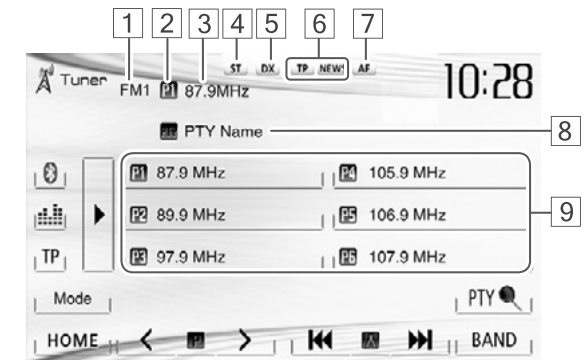 1 2 3 4 5 6 7
ST DX TP NEWS AF
Tuner FM1 P1 87.9MHz 10:28
PTY Name 8
P1 87.9 MHz P4 105.9 MHz
P2 89.9 MHz P5 106.9 MHz 9
TP P3 97.9 MHz P6 107.9 MHz
Mode PTY
HOME P BAND